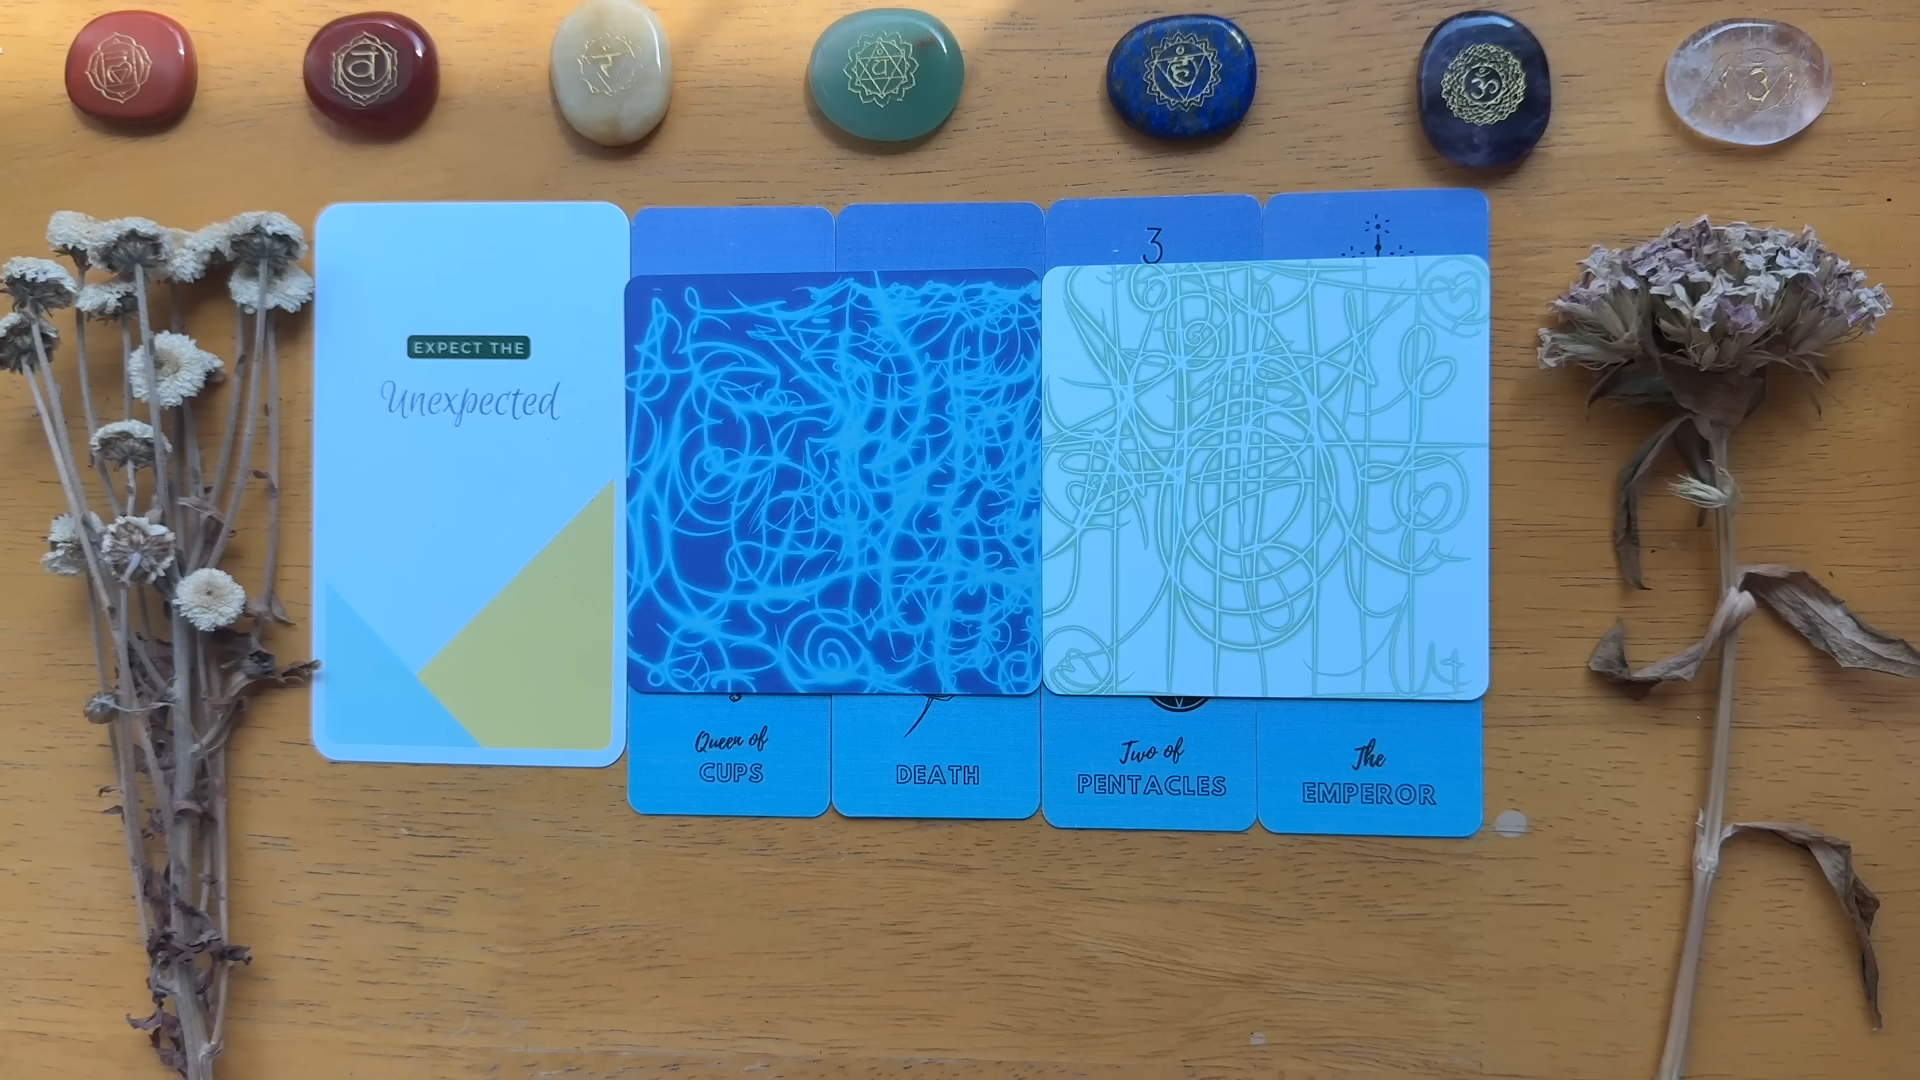 वं
ॐ
EXPECT THE
Unexpected
3
Queen of
CUPS
DEATH
Two of
PENTACLES
The
EMPEROR